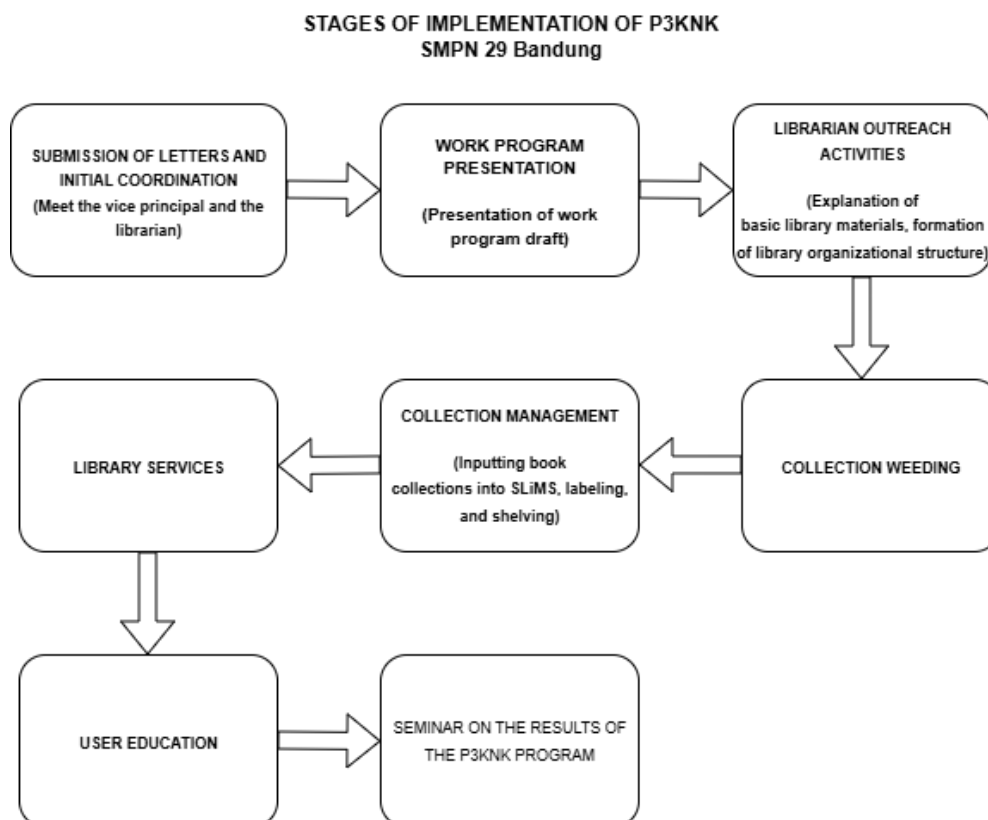 STAGES OF IMPLEMENTATION OF P3KNK
SMPN 29 Bandung
SUBMISSION OF LETTERS AND
INITIAL COORDINATION
(Meet the vice principal and the
librarian)
WORK PROGRAM
PRESENTATION
(Presentation of work
program draft)
LIBRARIAN OUTREACH
ACTIVITIES
(Explanation of
basic library materials, formation
of library organizational structure)
COLLECTION WEEDING
COLLECTION MANAGEMENT
(Inputting book
collections into SLiMS, labeling,
and shelving)
LIBRARY SERVICES
USER EDUCATION
SEMINAR ON THE RESULTS OF
THE P3KNK PROGRAM